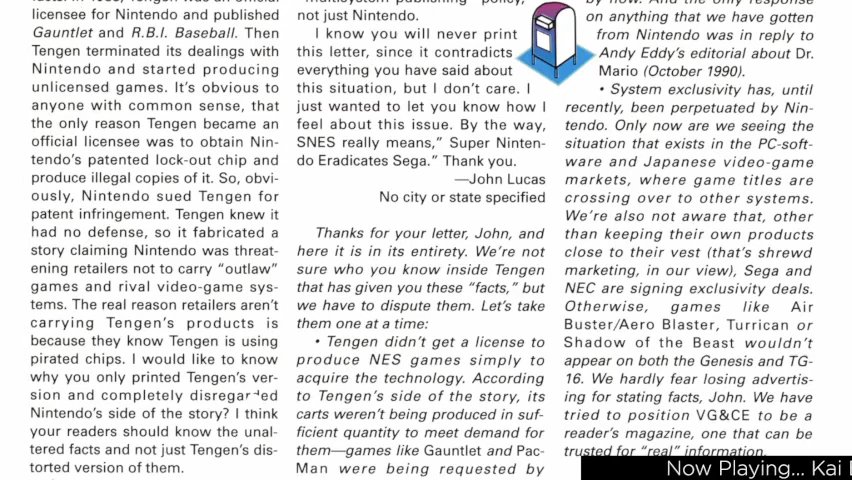 licensee for Nintendo and published
Gauntlet and R.B.I. Baseball. Then
Tengen terminated its dealings with
Nintendo and started producing
unlicensed games. It's obvious to
anyone with common sense, that
the only reason Tengen became an
official licensee was to obtain Nin-
tendo's patented lock-out chip and
produce illegal copies of it. So, obvi-
ously, Nintendo sued Tengen for
patent infringement. Tengen knew it
had no defense, so it fabricated a
story claiming Nintendo was threat-
ening retailers not to carry "outlaw"
games and rival video-game sys-
tems. The real reason retailers aren't
carrying Tengen's products is
because they know Tengen is using
pirated chips. I would like to know
why you only printed Tengen's ver-
sion and completely disregarded
Nintendo's side of the story? I think
your readers should know the unal-
tered facts and not just Tengen's dis-
torted version of them.
not just Nintendo.
I know you will never print
this letter, since it contradicts
everything you have said about
this situation, but I don't care. I
just wanted to let you know how I
feel about this issue. By the way,
SNES really means," Super Ninten-
do Eradicates Sega." Thank you.
—John Lucas
No city or state specified
Thanks for your letter, John, and
here it is in its entirety. We're not
sure who you know inside Tengen
that has given you these "facts," but
we have to dispute them. Let's take
them one at a time:
• Tengen didn't get a license to
produce NES games simply to
acquire the technology. According
to Tengen's side of the story, its
carts weren't being produced in suf-
ficient quantity to meet demand for
them—games like Gauntlet and Pac-
Man were being requested by
by now. And the only response
on anything that we have gotten
from Nintendo was in reply to
Andy Eddy's editorial about Dr.
Mario (October 1990).
• System exclusivity has, until
recently, been perpetuated by Nin-
tendo. Only now are we seeing the
situation that exists in the PC-soft-
ware and Japanese video-game
markets, where game titles are
crossing over to other systems.
We're also not aware that, other
than keeping their own products
close to their vest (that's shrewd
marketing, in our view), Sega and
NEC are signing exclusivity deals.
Otherwise, games like Air
Buster/Aero Blaster, Turrican or
Shadow of the Beast wouldn't
appear on both the Genesis and TG-
16. We hardly fear losing advertis-
ing for stating facts, John. We have
tried to position VG&CE to be a
reader's magazine, one that can be
trusted for "real" information.
Now Playing... Kai